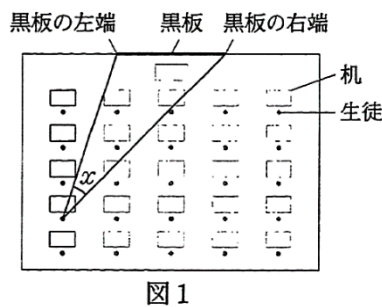 黒板の左端 黒板 黒板の右端
机
生徒
x
図1